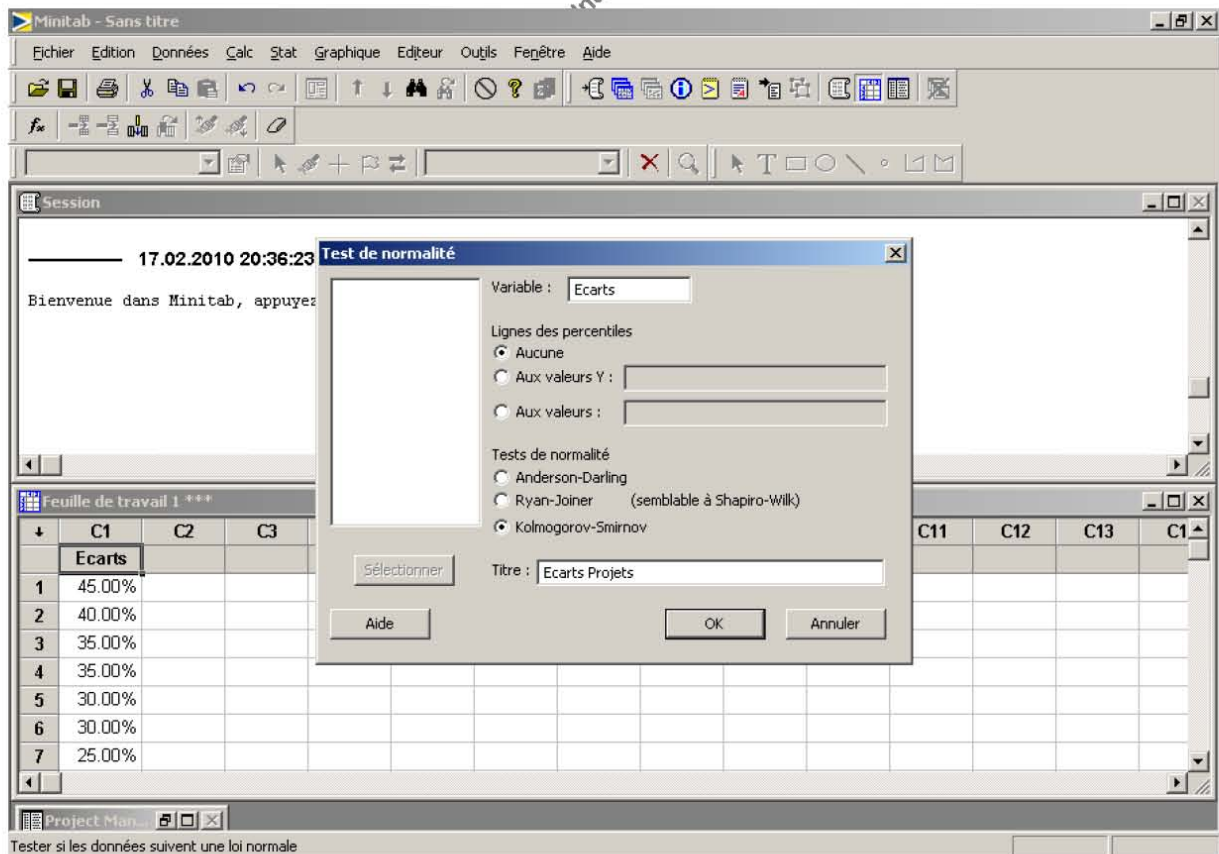 Minitab - Sans titre
Fichier Edition Données Calc Stat Graphique Editeur Outils Fenêtre Aide
Session
17.02.2010 20:36:23
Bienvenue dans Minitab, appuyez
Test de normalité
Variable : Ecarts
Lignes des percentiles
Aucune
Aux valeurs Y :
Aux valeurs :
Tests de normalité
Anderson-Darling
Ryan-Joiner (semblable à Shapiro-Wilk)
Kolmogorov-Smirnov
Sélectionner
Titre : Ecarts Projets
Aide OK Annuler
Feuille de travail 1 ***
C1 C2 C3 C11 C12 C13 C1
Ecarts
1 45.00%
2 40.00%
3 35.00%
4 35.00%
5 30.00%
6 30.00%
7 25.00%
Project Man...
Tester si les données suivent une loi normale